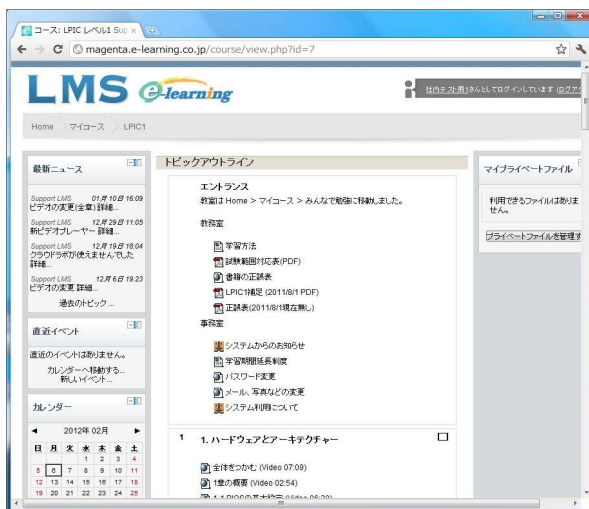 コース: LPIC レベル1 Sup
magenta.e-learning.co.jp/course/view.php?id=7
LMS e-learning
社内テスト用1さんとしてログインしています (ログア
Home マイコース LPIC1
最新ニュース
Support LMS 01月 10日 16:09
ビデオの変更(全章) 詳細...
Support LMS 12月 29日 11:05
新ビデオプレーヤー 詳細...
Support LMS 12月 19日 18:04
クラウドラボが使えませんでした
詳細...
Support LMS 12月 6日 19:23
ビデオの変更 詳細...
過去のトピック ...
直近イベント
直近のイベントはありません。
カレンダーへ移動する...
新しいイベント...
カレンダー
◄ 2012年 02月 ►
日 月 火 水 木 金 土
1 2 3 4
5 6 7 8 9 10 11
12 13 14 15 16 17 18
19 20 21 22 23 24 25
トピックアウトライン
エントランス
教室は Home > マイコース > みんなで勉強に移動しました。
教務室
学習方法
試験範囲対応表(PDF)
書籍の正誤表
LPIC1補足 (2011/8/1 PDF)
正誤表(2011/8/1現在無し)
事務室
システムからのお知らせ
学習期間延長制度
パスワード変更
メール、写真などの変更
システム利用について
1 1. ハードウェアとアーキテクチャー
全体をつかむ (Video 07:09)
1章の概要 (Video 02:54)
1-1 BIOSの基本設定 (Video 06:20)
マイプライベートファイル
利用できるファイルはありま
せん。
プライベートファイルを管理す